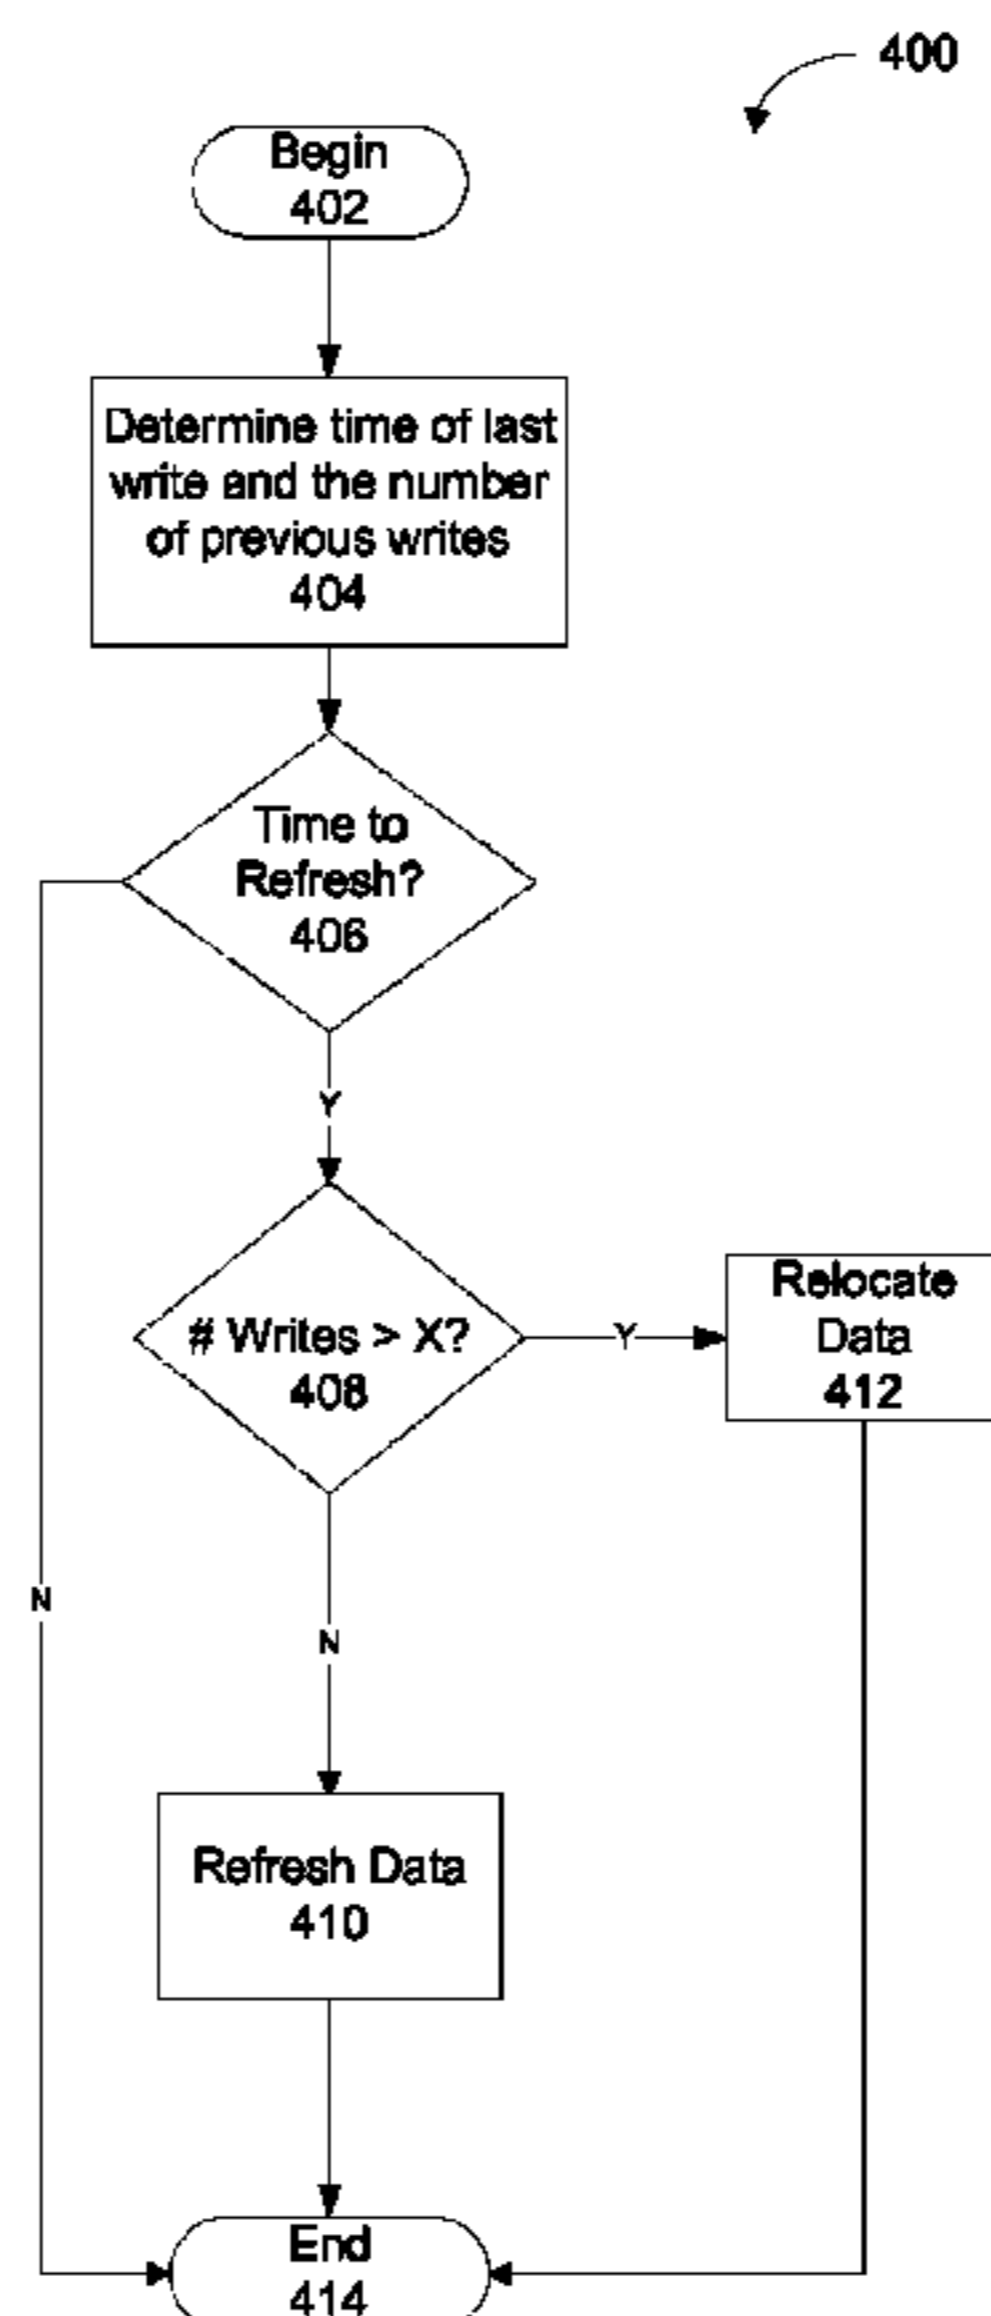 400
Begin
402
Determine time of last
write and the number
of previous writes
404
Time to
Refresh?
406
Y
# Writes > X?
408
Y
Relocate
Data
412
N
N
Refresh Data
410
End
414